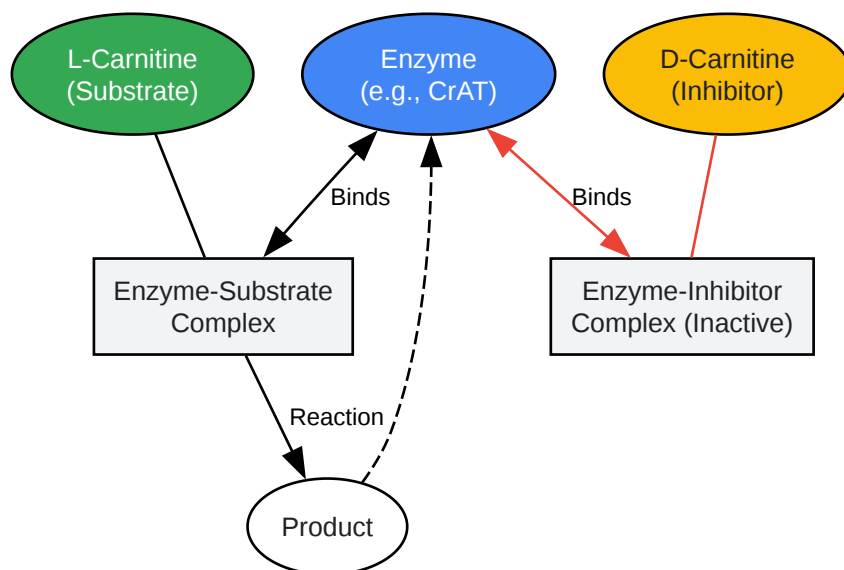 L-Carnitine
(Substrate)
Enzyme
(e.g., CrAT)
D-Carnitine
(Inhibitor)
Binds
Binds
Enzyme-Substrate
Complex
Enzyme-Inhibitor
Complex (Inactive)
Reaction
Product